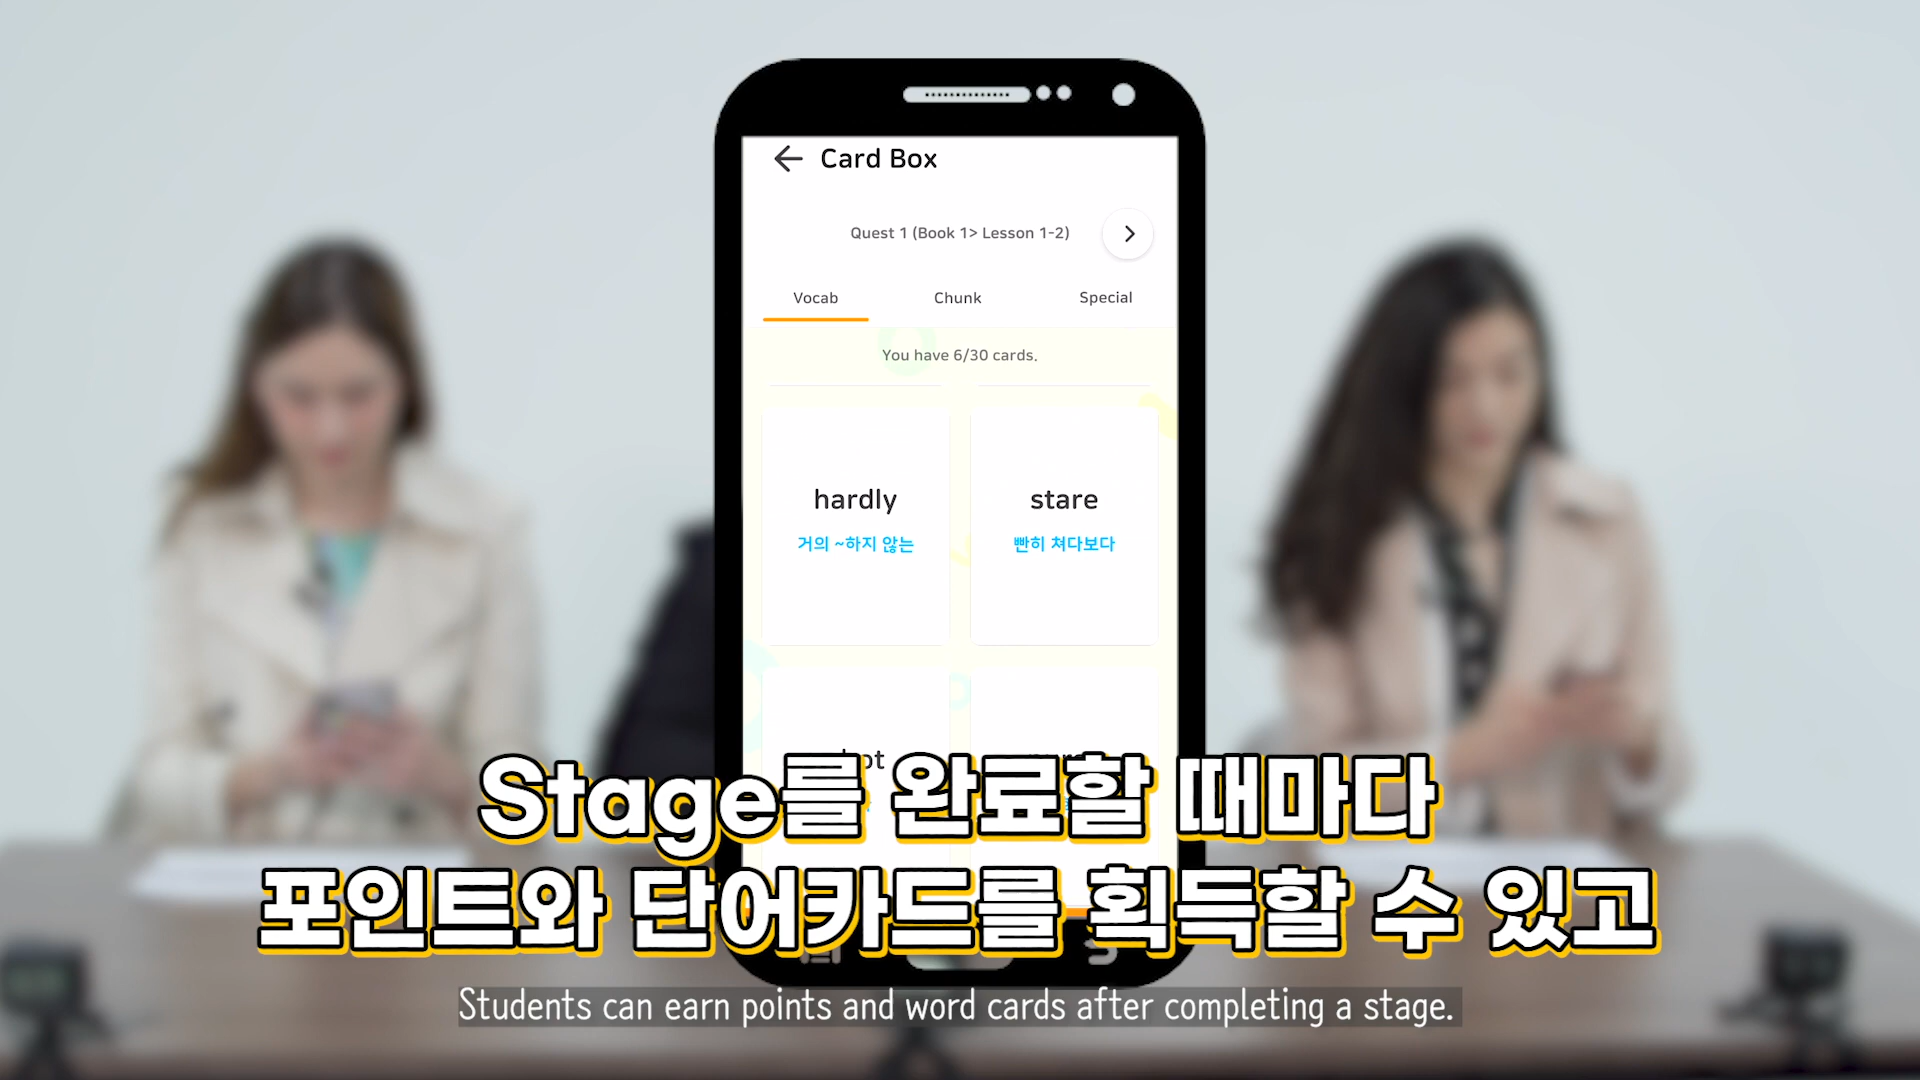 Card Box
Quest 1 (Book 1> Lesson 1-2)
Vocab Chunk Special
You have 6/30 cards.
hardly stare
거의 ~하지 않는 빤히 쳐다보다
Stage를 완료할 때마다
포인트와 단어카드를 획득할 수 있고
Students can earn points and word cards after completing a stage.